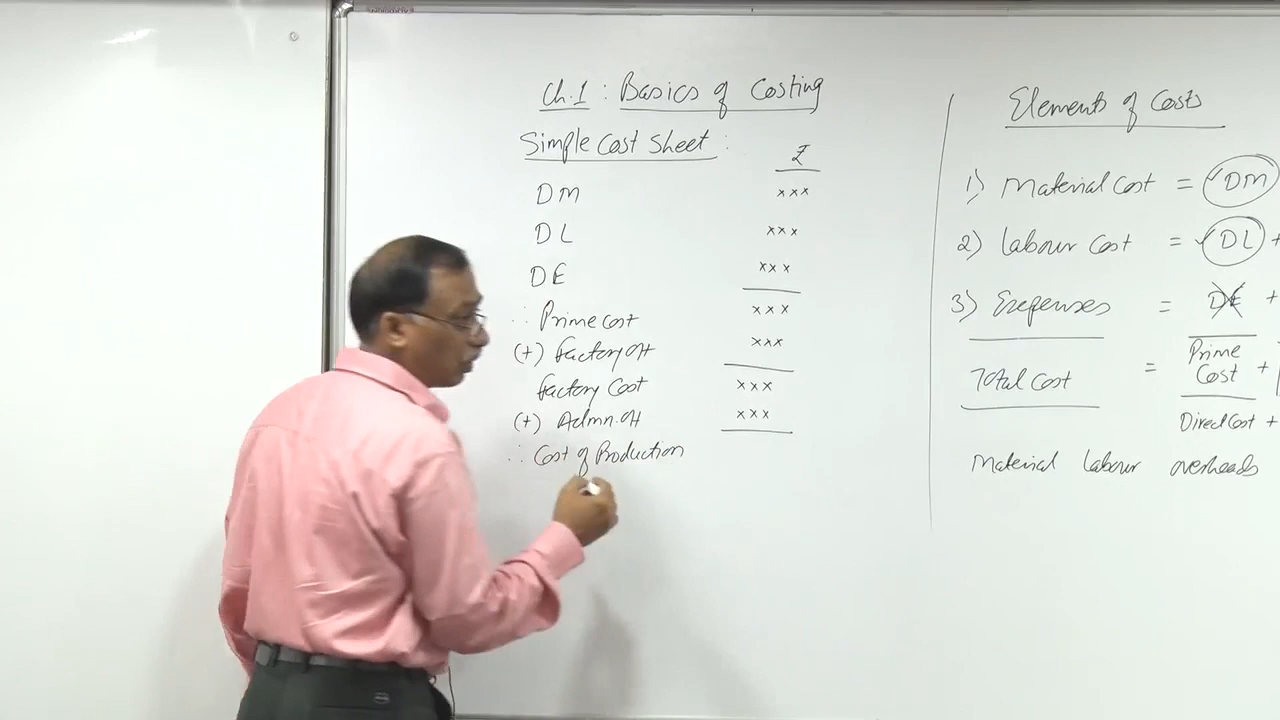 Ch.1 : Basics of Costing
Simple Cost Sheet :
₹
DM xxx
DL xxx
DE xxx
∴ Prime Cost xxx
(+) Factory OH xxx
Factory Cost xxx
(+) Admn. OH xxx
∴ Cost of Production
Elements of Costs
1) Material Cost = ✓DM
2) Labour Cost = ✓DL +
3) Expenses = DE +
Total Cost = Prime Cost +
Direct Cost +
Material Labour overheads